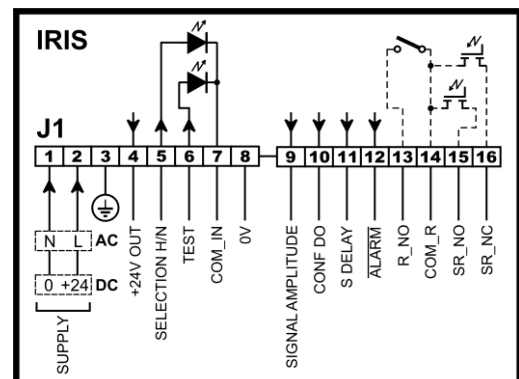 IRIS
J1
1 2 3 4 5 6 7 8 9 10 11 12 13 14 15 16
N L AC
0 +24 DC
SUPPLY
+24V OUT
SELECTION H/N
TEST
COM_IN
0V
SIGNAL AMPLITUDE
CONF DO
S DELAY
ALARM
R_NO
COM_R
SR_NO
SR_NC